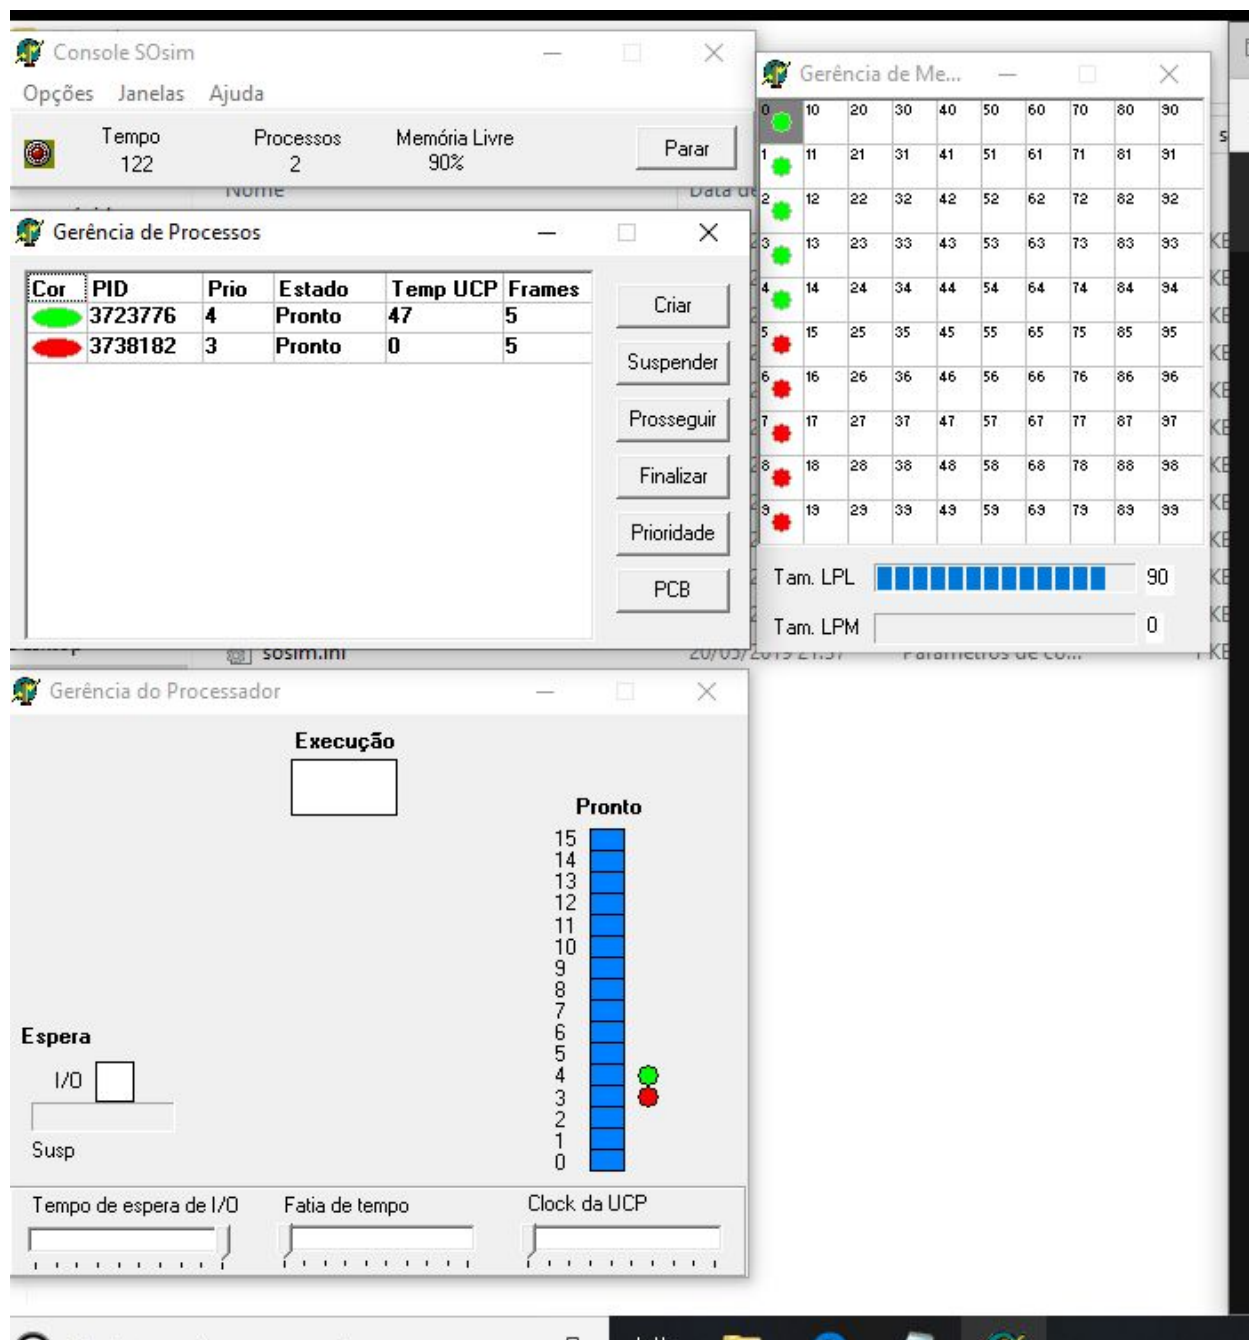 Console SOsim
Opções Janelas Ajuda
Tempo Processos Memória Livre
122 2 90%
Parar
Nome
Gerência de Processos
Cor PID Prio Estado Temp UCP Frames
3723776 4 Pronto 47 5
3738182 3 Pronto 0 5
Criar
Suspender
Prosseguir
Finalizar
Prioridade
PCB
Gerência de Me...
0 10 20 30 40 50 60 70 80 90
1 11 21 31 41 51 61 71 81 91
2 12 22 32 42 52 62 72 82 92
3 13 23 33 43 53 63 73 83 93
4 14 24 34 44 54 64 74 84 94
5 15 25 35 45 55 65 75 85 95
6 16 26 36 46 56 66 76 86 96
7 17 27 37 47 57 67 77 87 97
8 18 28 38 48 58 68 78 88 98
9 19 29 39 49 59 69 79 89 99
Tam. LPL 90
Tam. LPM 0
sosim.ini
Gerência do Processador
Execução
Pronto
15
14
13
12
11
10
9
8
7
6
5
4
3
2
1
0
Espera
I/O
Susp
Tempo de espera de I/O Fatia de tempo Clock da UCP